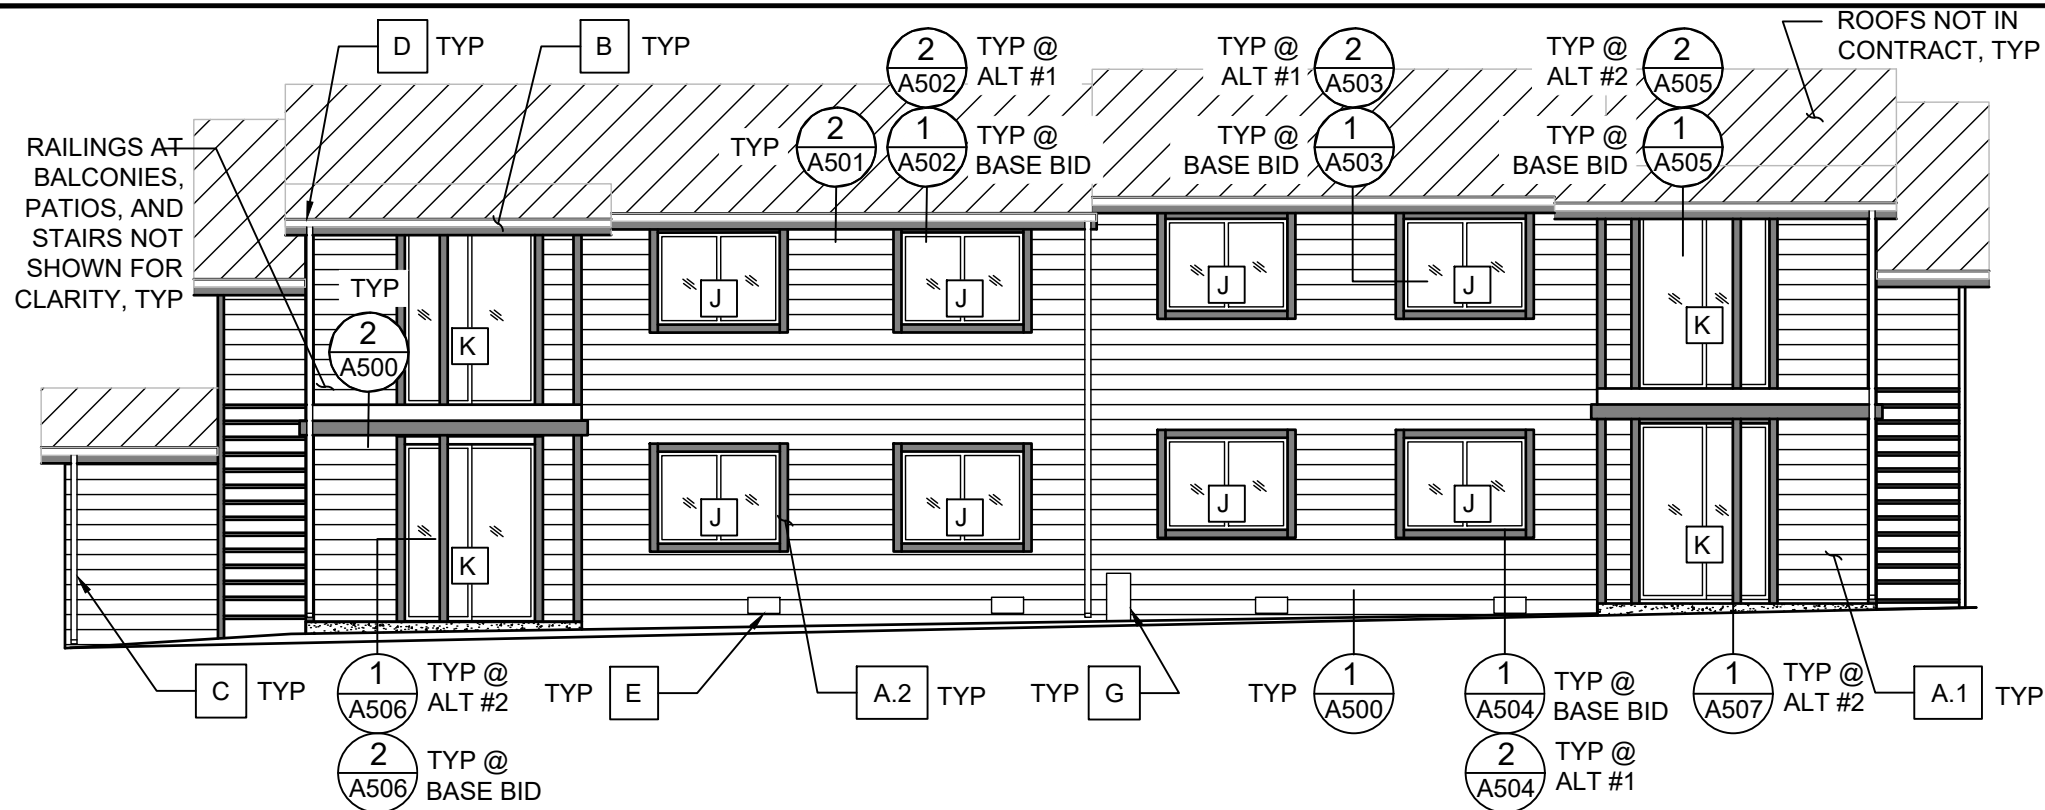 D TYP
B TYP
2
A502
TYP @
ALT #1
TYP @
ALT #1
2
A503
TYP @
ALT #2
2
A505
ROOFS NOT IN
CONTRACT, TYP
RAILINGS AT
BALCONIES,
PATIOS, AND
STAIRS NOT
SHOWN FOR
CLARITY, TYP
TYP
2
A501
1
A502
TYP @
BASE BID
TYP @
BASE BID
1
A503
TYP @
BASE BID
1
A505
TYP
2
A500
K
J
J
J
J
K
K
J
J
J
J
K
C TYP
1
A506
TYP @
ALT #2
2
A506
TYP @
BASE BID
TYP E
A.2 TYP
TYP G
TYP
1
A500
1
A504
TYP @
BASE BID
2
A504
TYP @
ALT #1
1
A507
TYP @
ALT #2
A.1 TYP